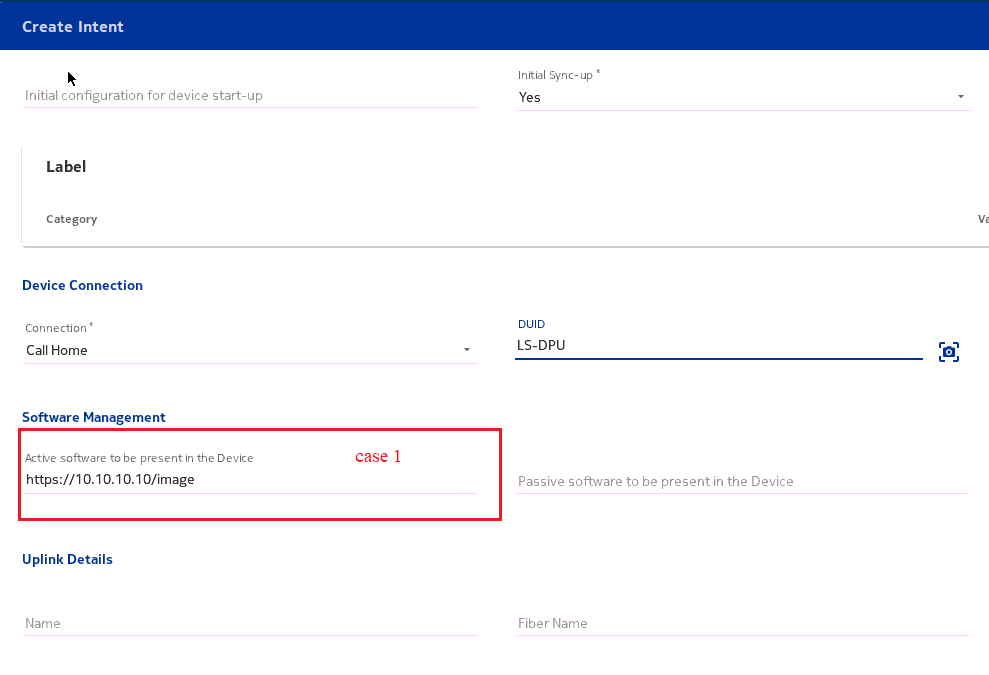 Create Intent
Initial configuration for device start-up
Initial Sync-up *
Yes
Label
Category
Va
Device Connection
Connection *
Call Home
DUID
LS-DPU
Software Management
Active software to be present in the Device
case 1
https://10.10.10.10/image
Passive software to be present in the Device
Uplink Details
Name
Fiber Name